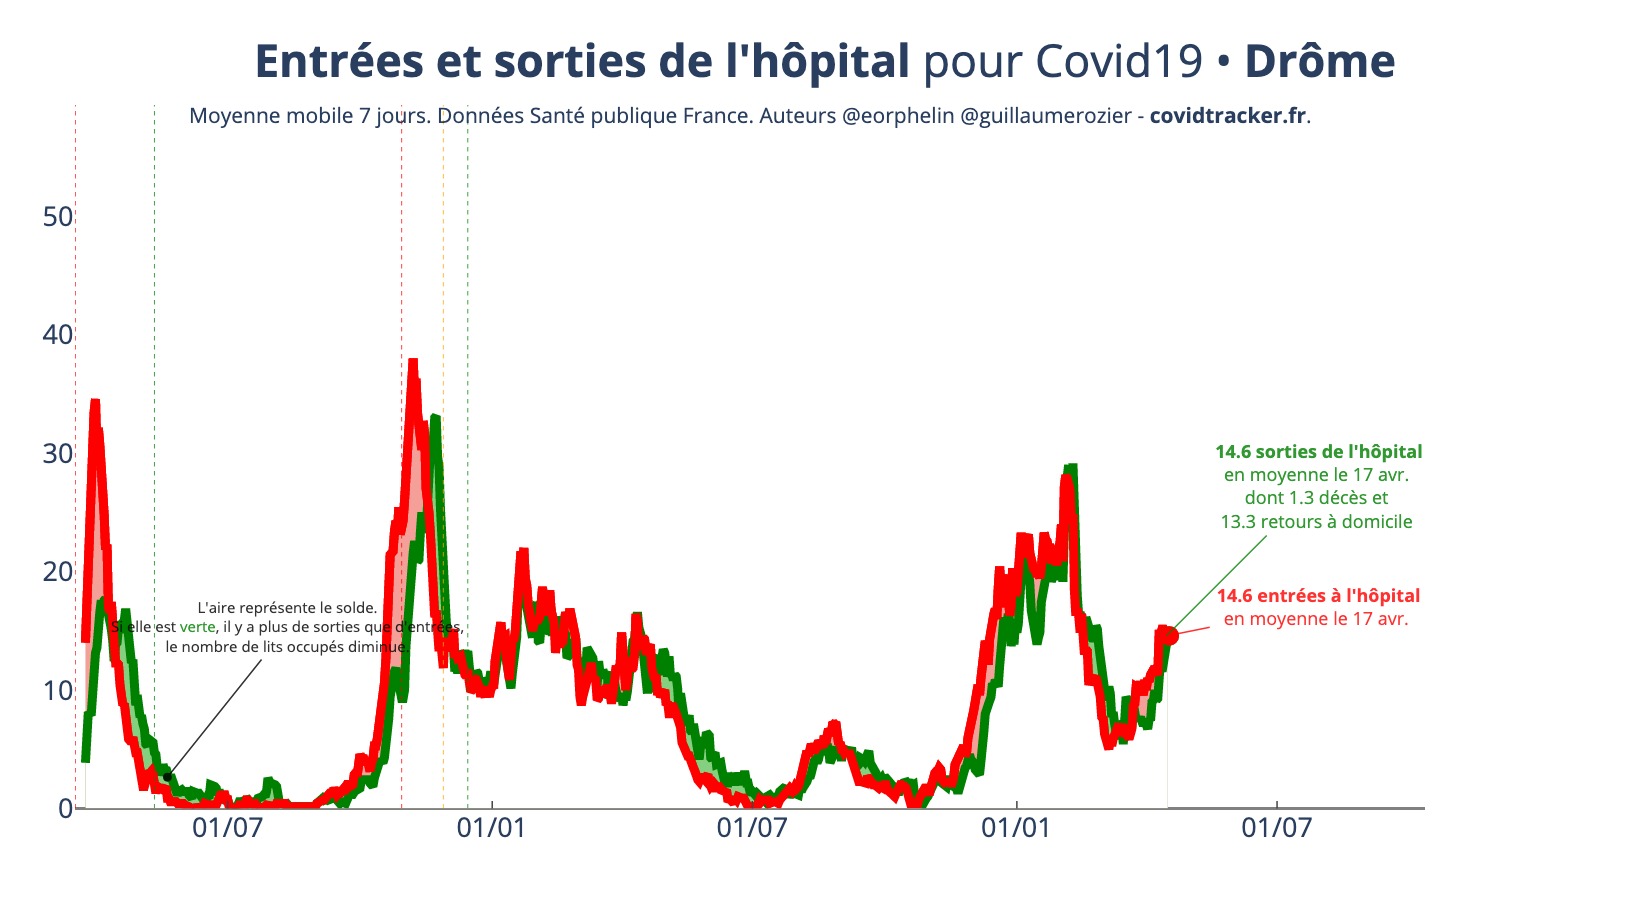 Entrées et sorties de l'hôpital pour Covid19 • Drôme
Moyenne mobile 7 jours. Données Santé publique France. Auteurs @eorphelin @guillaumerozier - covidtracker.fr.
50
40
30
20
10
0
14.6 sorties de l'hôpital
en moyenne le 17 avr.
dont 1.3 décès et
13.3 retours à domicile
14.6 entrées à l'hôpital
en moyenne le 17 avr.
L'aire représente le solde.
Si elle est verte, il y a plus de sorties que d'entrées,
le nombre de lits occupés diminue.
01/07 01/01 01/07 01/01 01/07